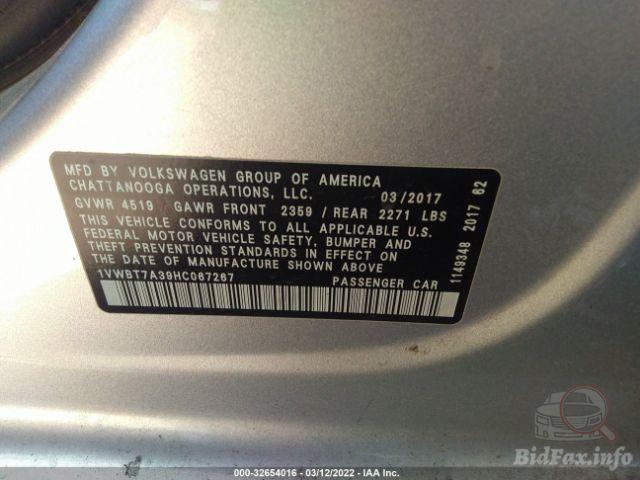 MFD BY VOLKSWAGEN GROUP OF AMERICA
CHATTANOOGA OPERATIONS, LLC. 03/2017
GVWR 4519 GAWR FRONT 2359 / REAR 2271 LBS
THIS VEHICLE CONFORMS TO ALL APPLICABLE U.S.
FEDERAL MOTOR VEHICLE SAFETY, BUMPER AND
THEFT PREVENTION STANDARDS IN EFFECT ON
THE DATE OF MANUFACTURE SHOWN ABOVE
1VWBT7A39HC067267 PASSENGER CAR
1149348 2017 62
BidFax.info
000-32654016 - 03/12/2022 - IAA Inc.